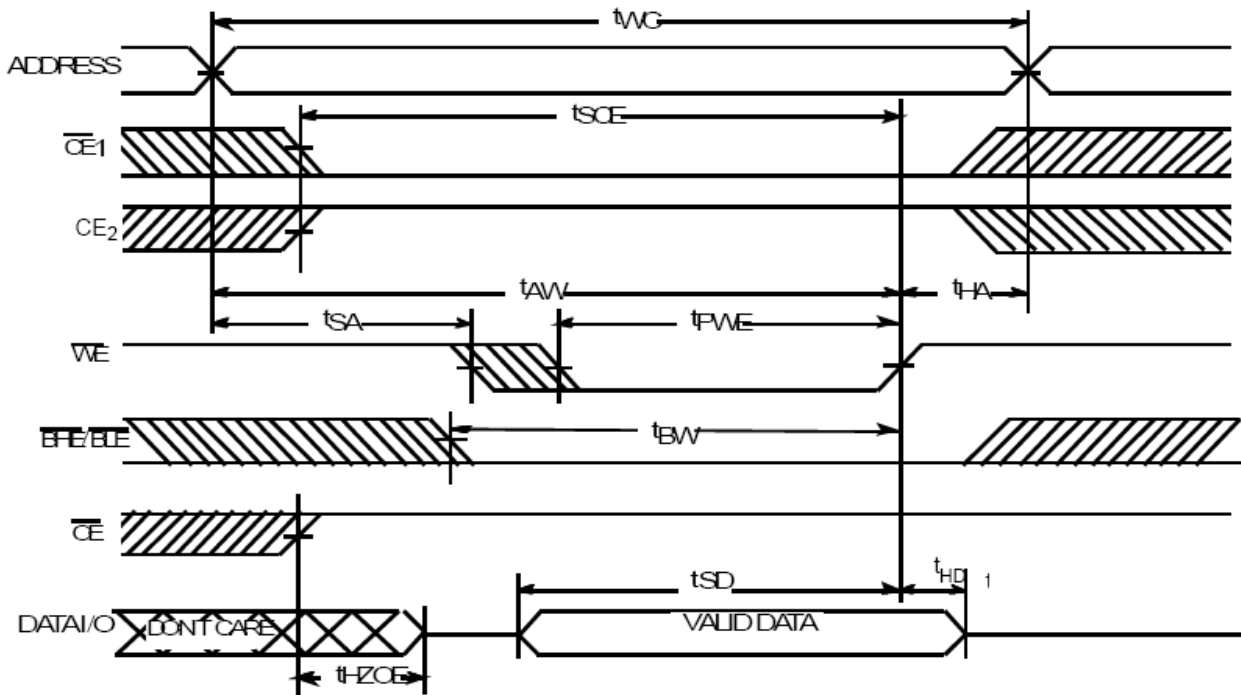 tWC
ADDRESS
tSCE
CE1
CE2
tAW
tHA
tSA
tPWE
WE
tBW
BHE/BLE
OE
tSD
tHD
1
DATA I/O
DONT CARE
VALID DATA
tHZOE